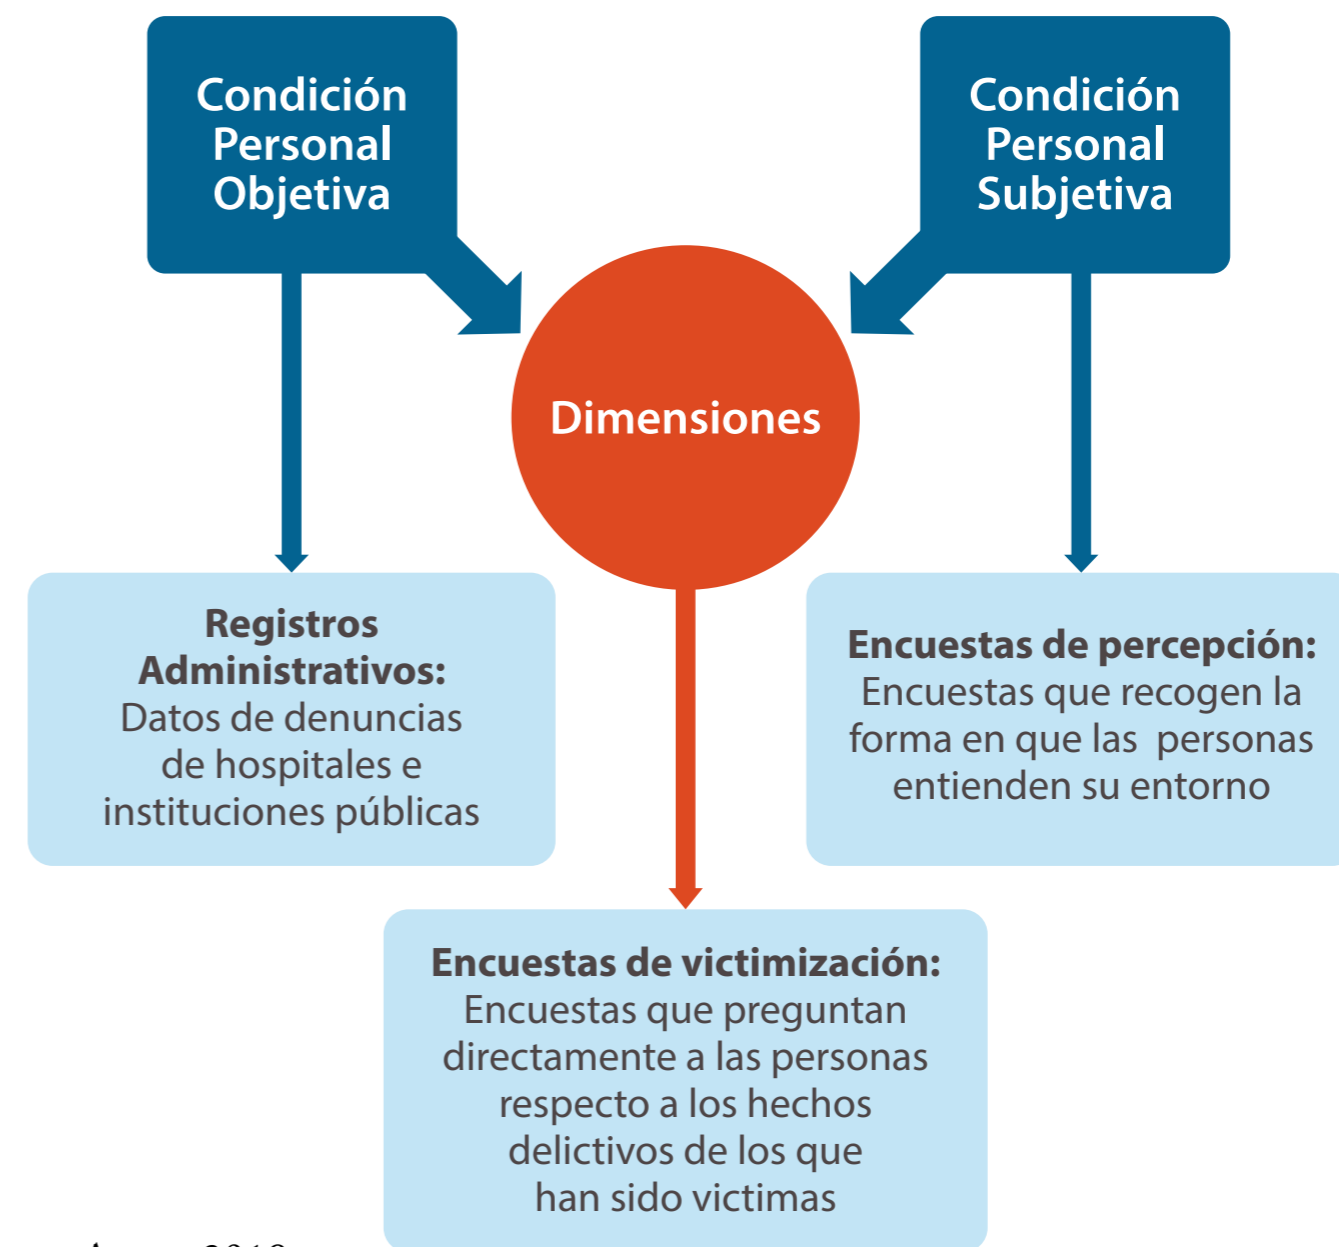 Condición
Personal
Objetiva
Condición
Personal
Subjetiva
Dimensiones
Registros
Administrativos:
Datos de denuncias
de hospitales e
instituciones públicas
Encuestas de percepción:
Encuestas que recogen la
forma en que las personas
entienden su entorno
Encuestas de victimización:
Encuestas que preguntan
directamente a las personas
respecto a los hechos
delictivos de los que
han sido victimas